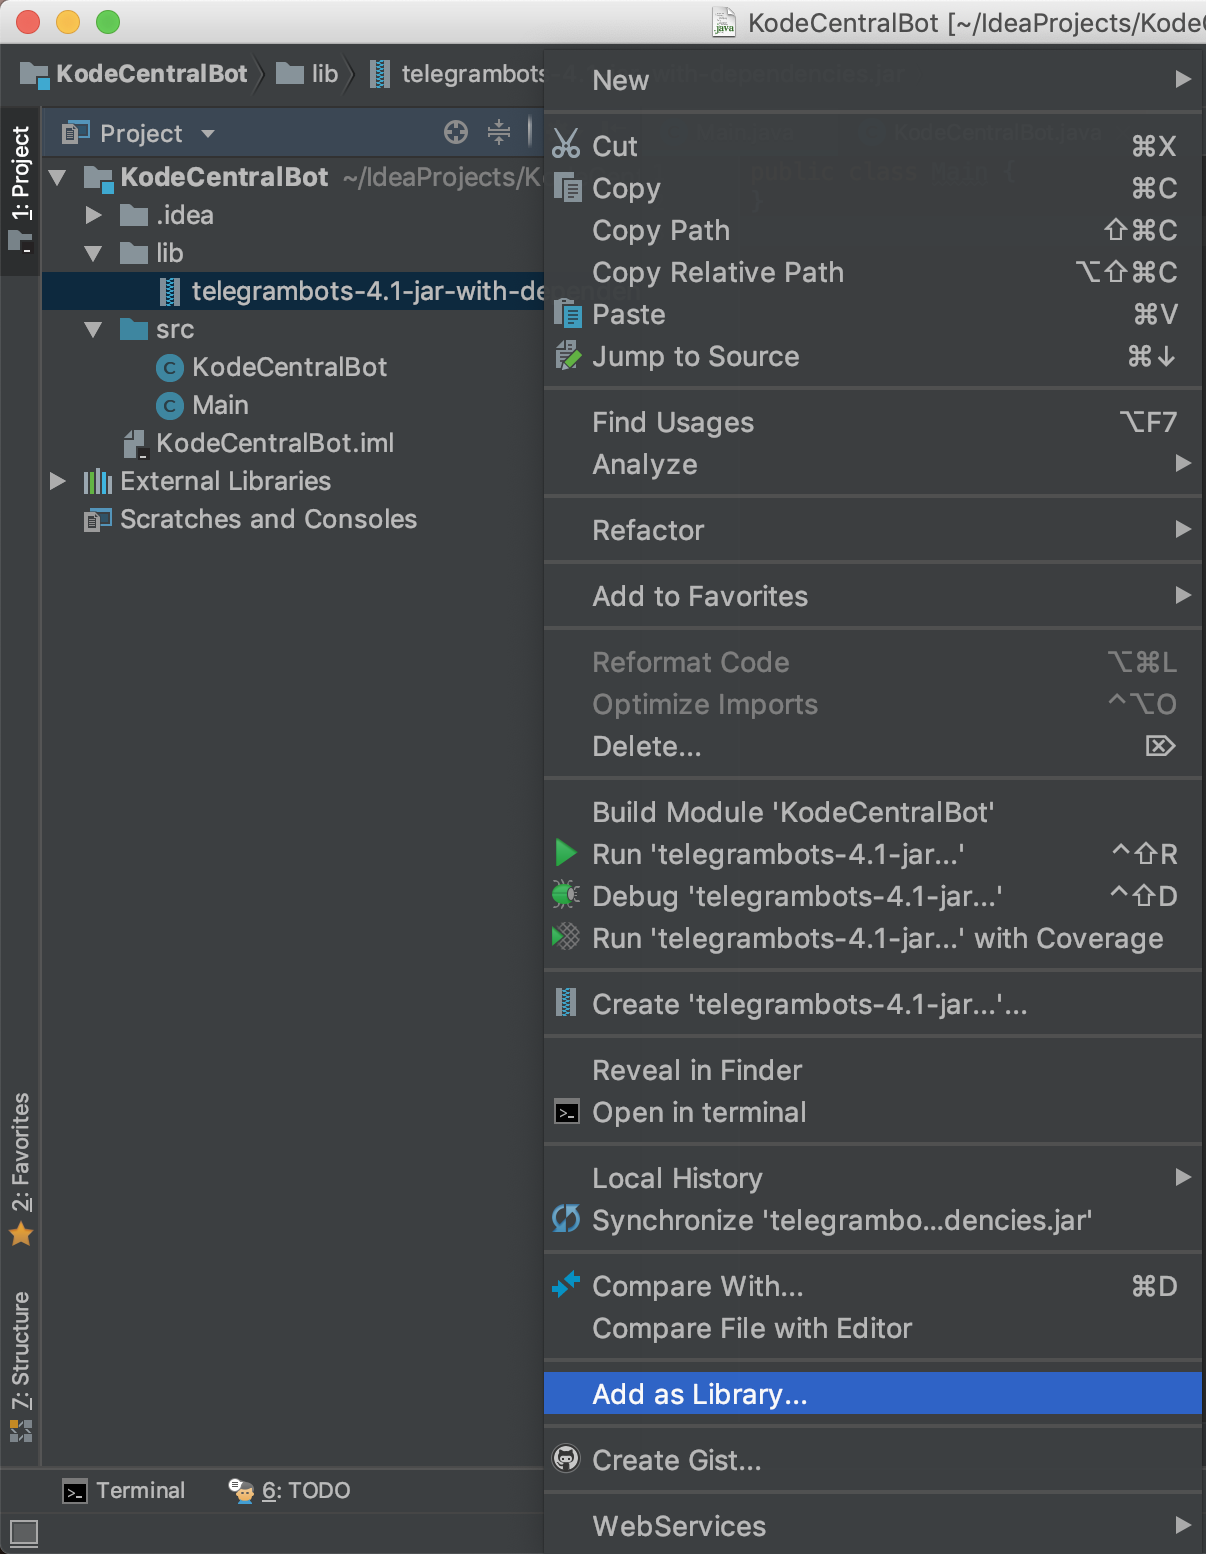 KodeCentralBot [~/IdeaProjects/Kode
KodeCentralBot lib telegrambots
1: Project
Project
KodeCentralBot ~/IdeaProjects/K
.idea
lib
telegrambots-4.1-jar-with-de
src
KodeCentralBot
Main
KodeCentralBot.iml
External Libraries
Scratches and Consoles
2: Favorites
7: Structure
Terminal 6: TODO
New
Cut ⌘X
Copy ⌘C
Copy Path ⇧⌘C
Copy Relative Path ⌥⇧⌘C
Paste ⌘V
Jump to Source ⌘↓
Find Usages ⌥F7
Analyze
Refactor
Add to Favorites
Reformat Code ⌥⌘L
Optimize Imports ^⌥O
Delete... ⌦
Build Module 'KodeCentralBot'
Run 'telegrambots-4.1-jar...' ^⇧R
Debug 'telegrambots-4.1-jar...' ^⇧D
Run 'telegrambots-4.1-jar...' with Coverage
Create 'telegrambots-4.1-jar...'...
Reveal in Finder
Open in terminal
Local History
Synchronize 'telegrambo...dencies.jar'
Compare With... ⌘D
Compare File with Editor
Add as Library...
Create Gist...
WebServices